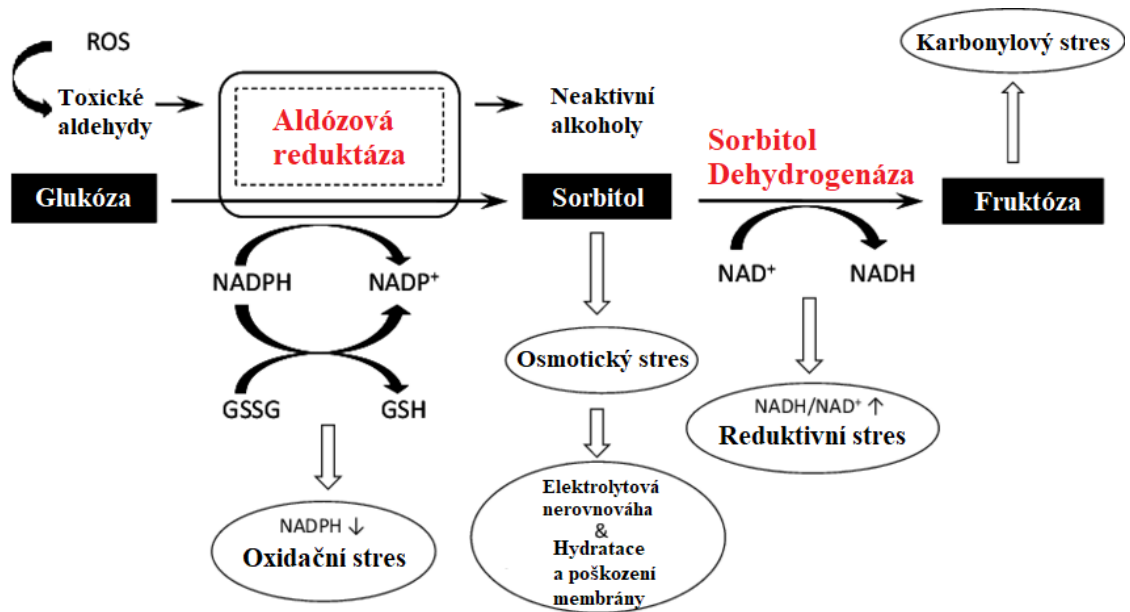 ROS
Toxické
aldehydy
Aldózová
reduktáza
Neaktivní
alkoholy
Sorbitol
Dehydrogenáza
Karbonylový stres
Glukóza
Sorbitol
Fruktóza
NADPH
NADP⁺
NAD⁺
NADH
GSSG
GSH
Osmotický stres
NADH/NAD⁺ ↑
Reduktivní stres
NADPH ↓
Oxidační stres
Elektrolytová
nerovnováha
&
Hydratace
a poškození
membrány